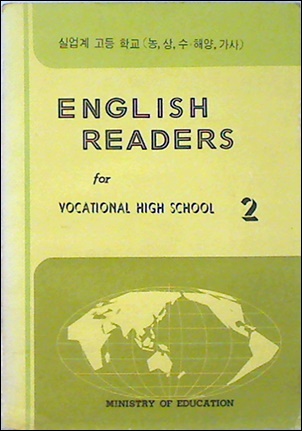 실업계 고등 학교 (농, 상, 수·해양, 가사)
ENGLISH
READERS
for
VOCATIONAL HIGH SCHOOL 2
MINISTRY OF EDUCATION